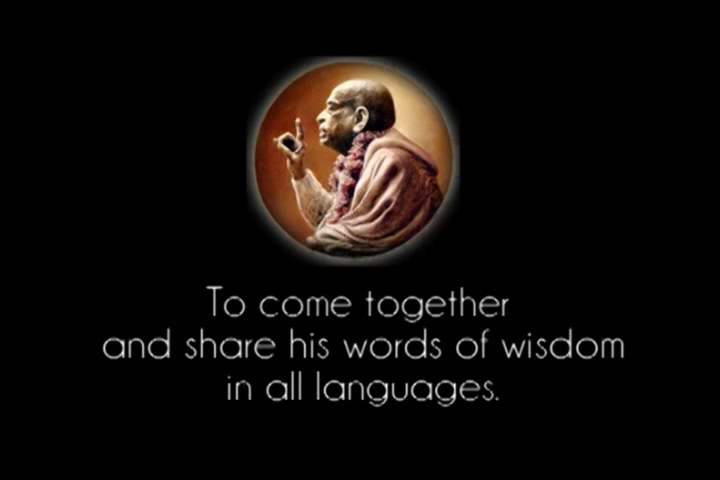 To come together
and share his words of wisdom
in all languages.